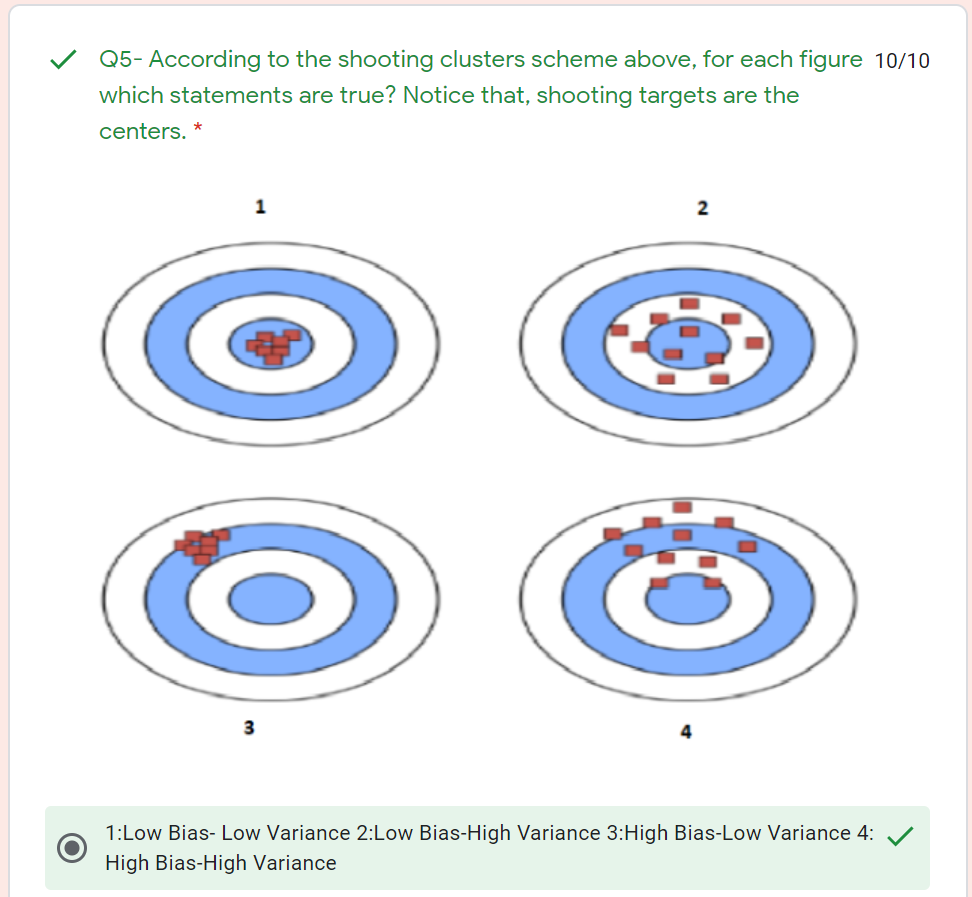 Q5- According to the shooting clusters scheme above, for each figure 10/10
which statements are true? Notice that, shooting targets are the
centers. *
1
2
3
4
1:Low Bias- Low Variance 2:Low Bias-High Variance 3:High Bias-Low Variance 4:
High Bias-High Variance